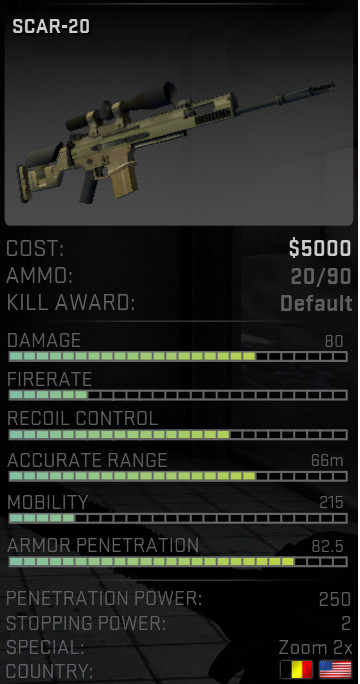 SCAR-20
COST: $5000
AMMO: 20/90
KILL AWARD: Default
DAMAGE 80
FIRERATE
RECOIL CONTROL
ACCURATE RANGE 66m
MOBILITY 215
ARMOR PENETRATION 82.5
PENETRATION POWER: 250
STOPPING POWER: 2
SPECIAL: Zoom 2x
COUNTRY: